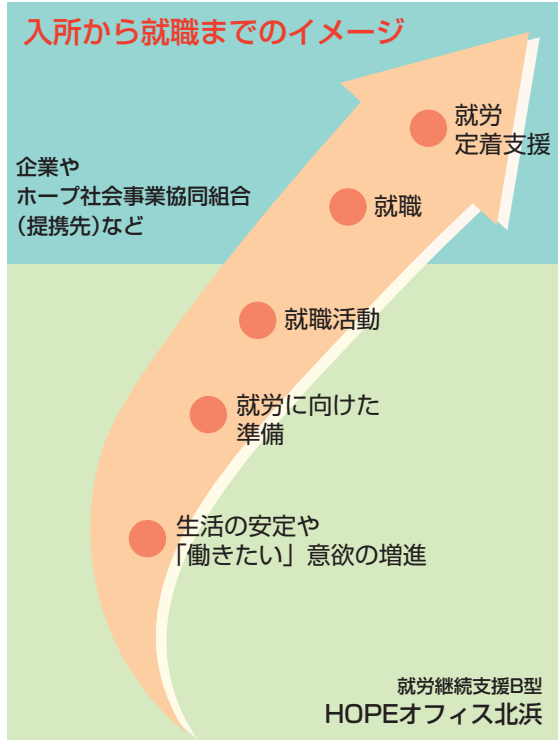 入所から就職までのイメージ
就労
定着支援
企業や
ホープ社会事業協同組合
(提携先)など
就職
就職活動
就労に向けた
準備
生活の安定や
「働きたい」意欲の増進
就労継続支援B型
HOPEオフィス北浜